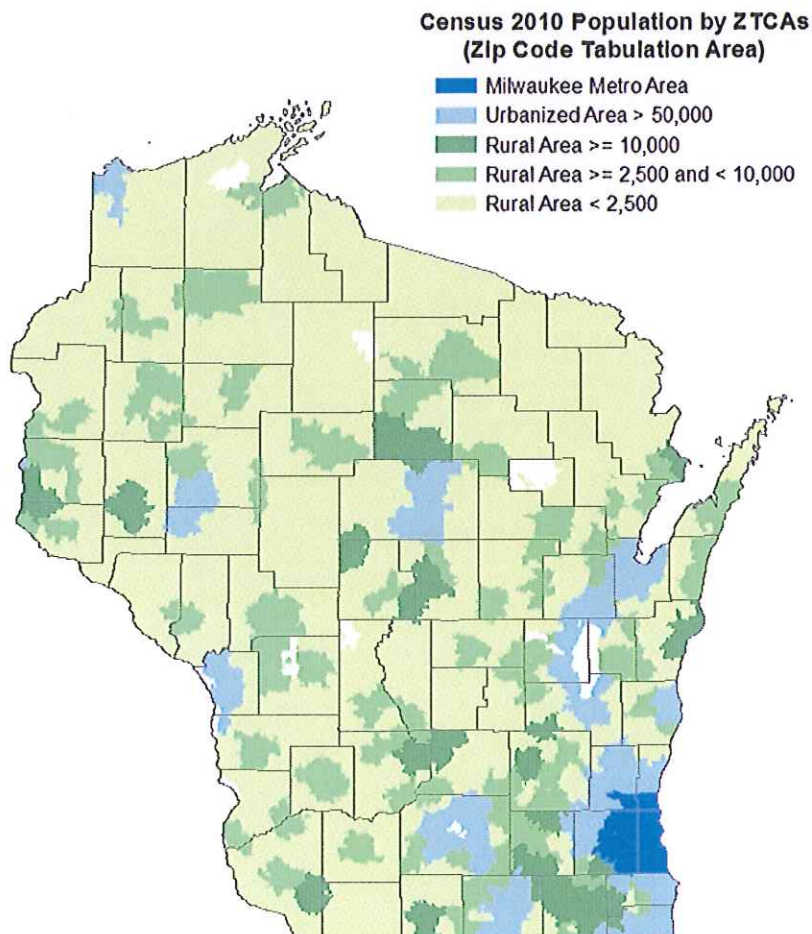 Census 2010 Population by ZTCAs
(Zip Code Tabulation Area)
Milwaukee Metro Area
Urbanized Area > 50,000
Rural Area >= 10,000
Rural Area >= 2,500 and < 10,000
Rural Area < 2,500